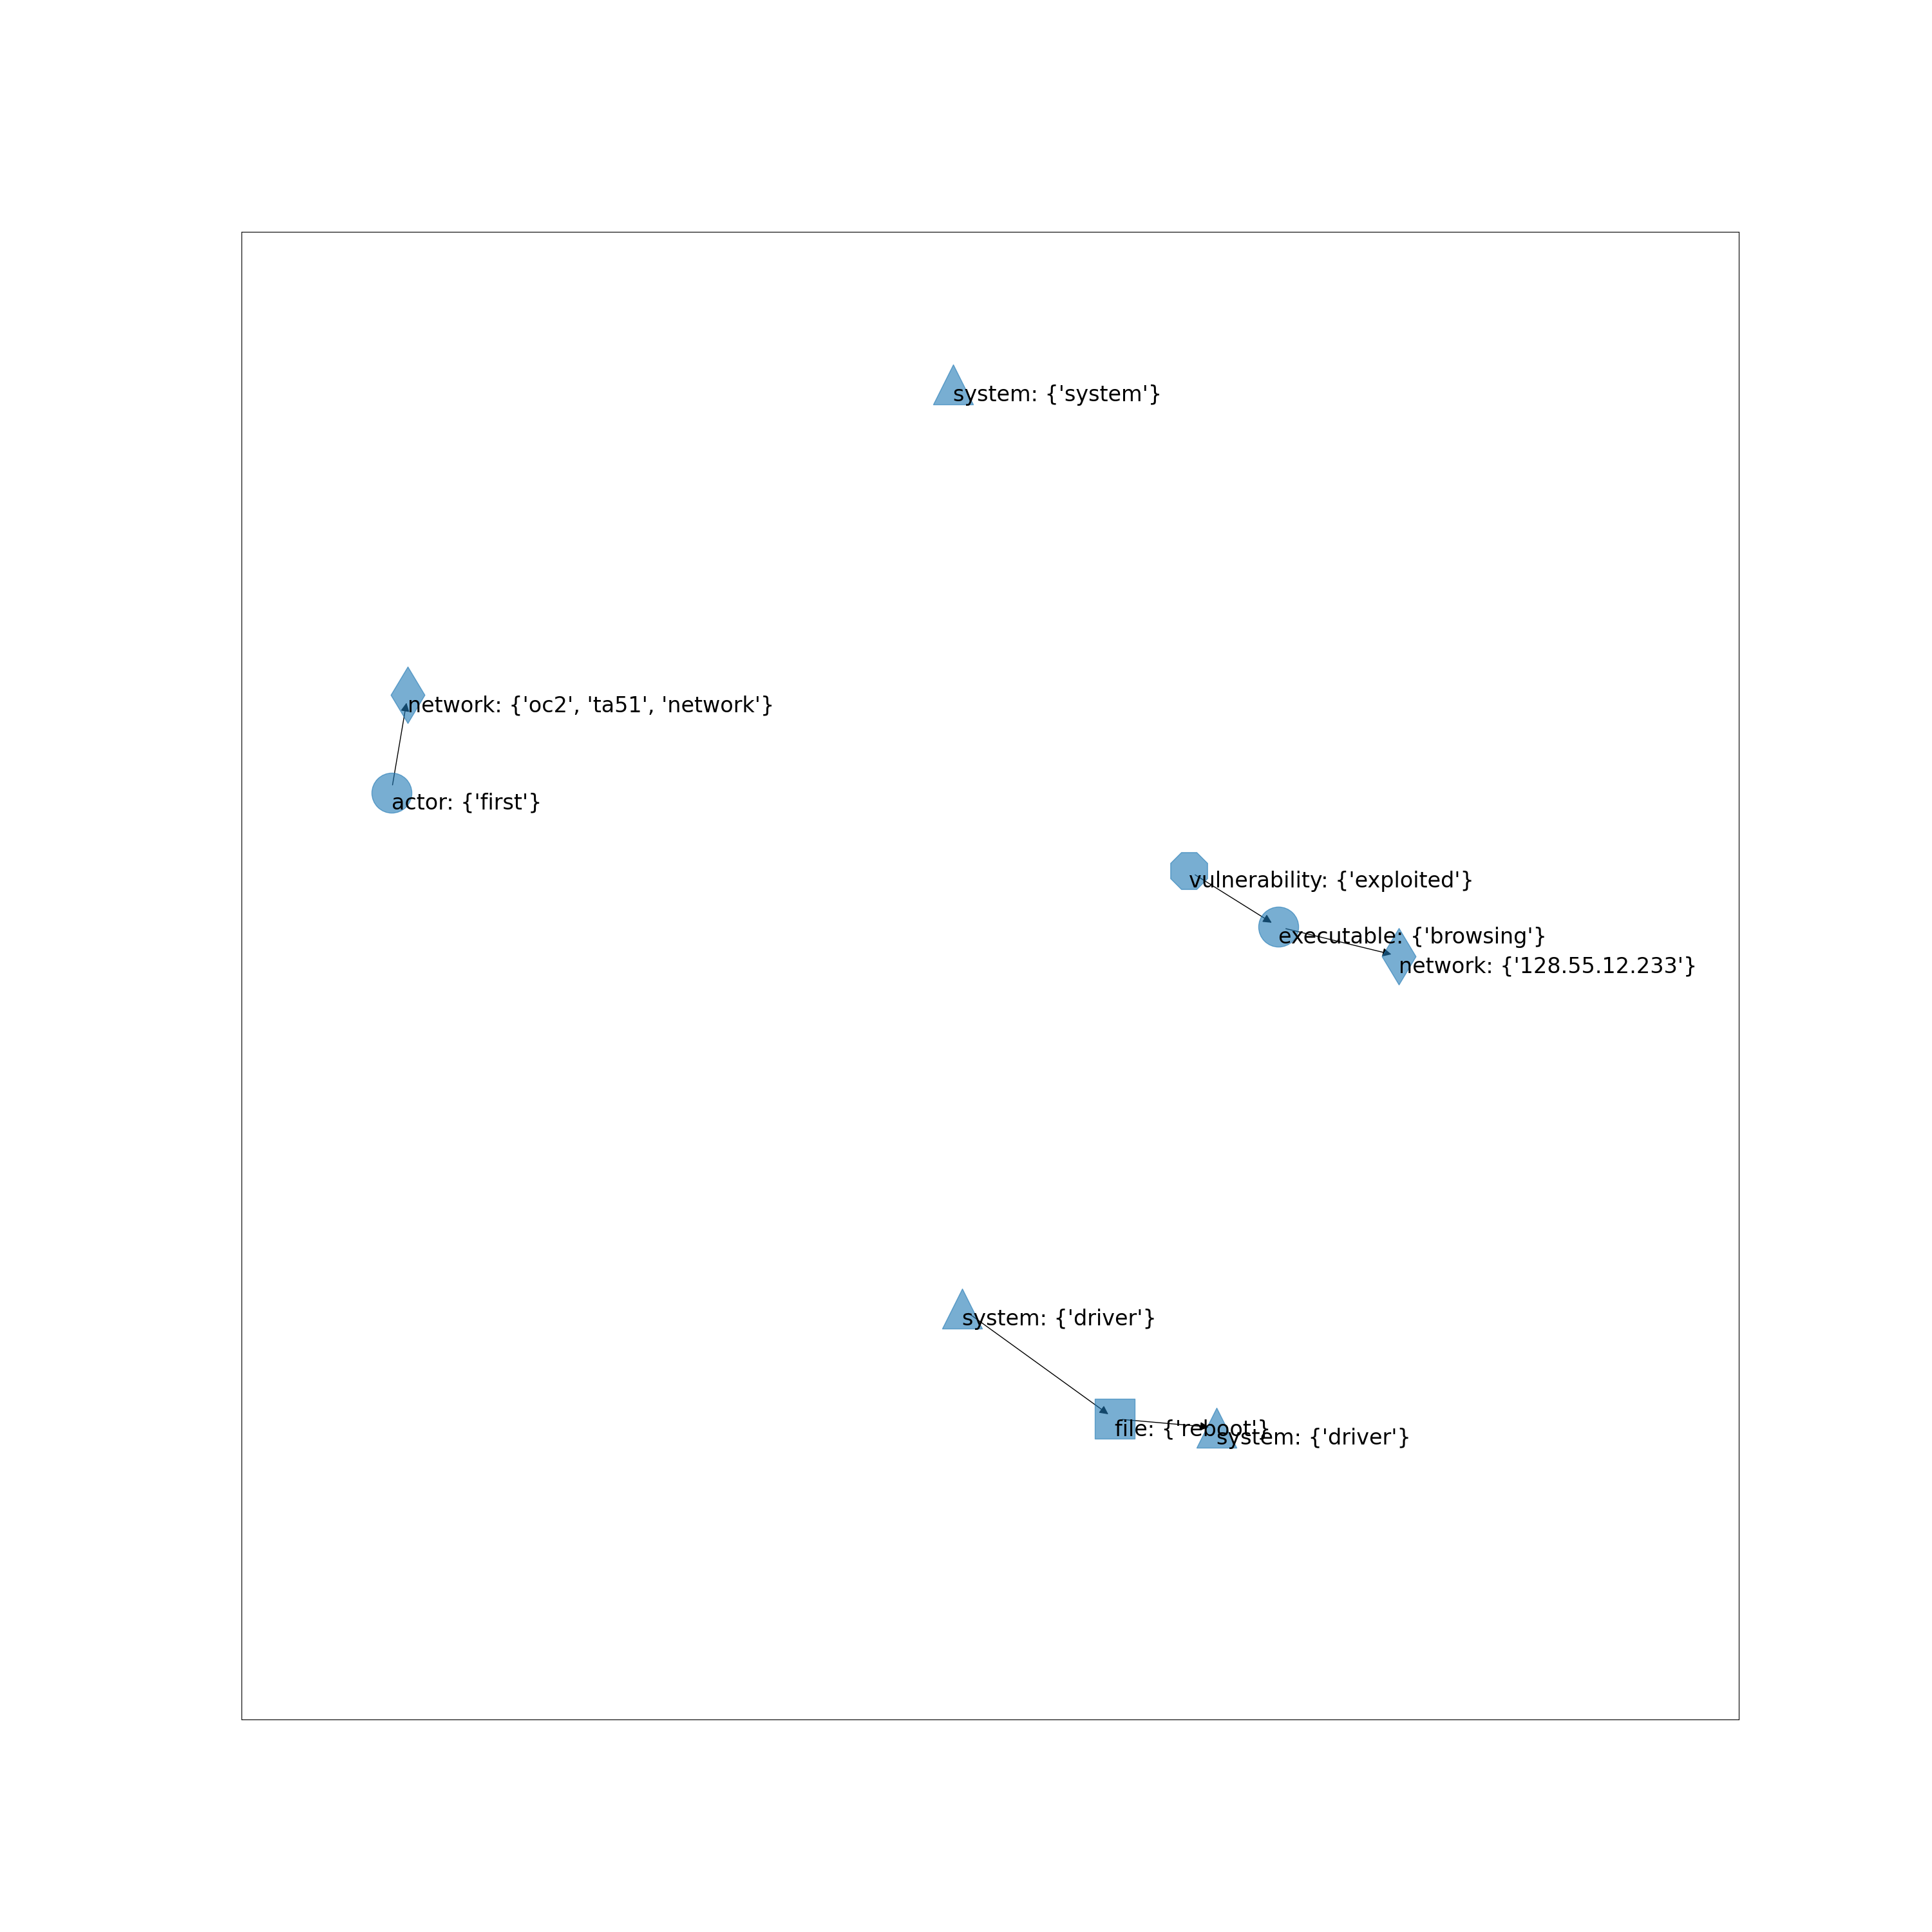 system: {'system'}
network: {'oc2', 'ta51', 'network'}
actor: {'first'}
vulnerability: {'exploited'}
executable: {'browsing'}
network: {'128.55.12.233'}
system: {'driver'}
file: {'reboot'}
system: {'driver'}